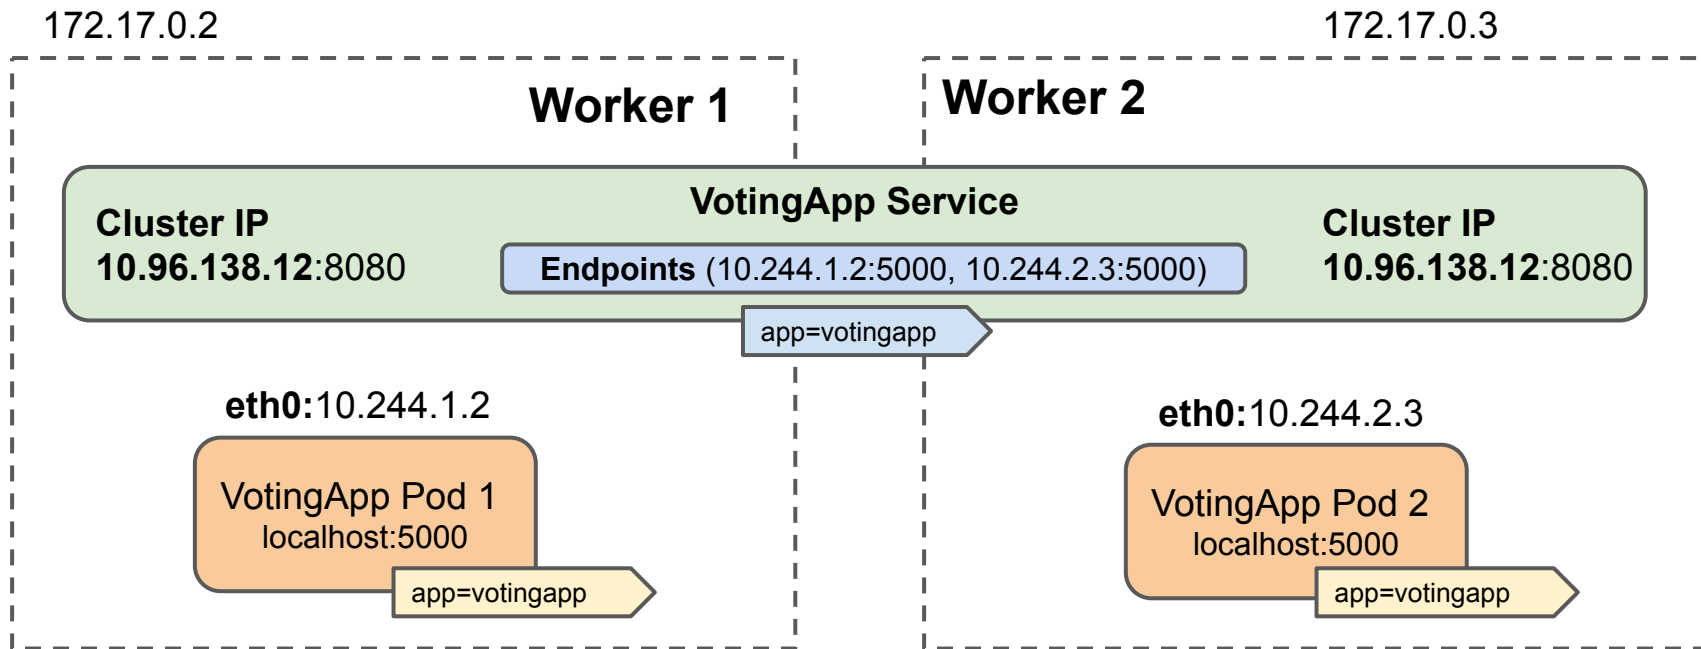 172.17.0.2
172.17.0.3
Worker 1
Worker 2
VotingApp Service
Cluster IP
10.96.138.12:8080
Endpoints (10.244.1.2:5000, 10.244.2.3:5000)
Cluster IP
10.96.138.12:8080
app=votingapp
eth0:10.244.1.2
VotingApp Pod 1
localhost:5000
app=votingapp
eth0:10.244.2.3
VotingApp Pod 2
localhost:5000
app=votingapp